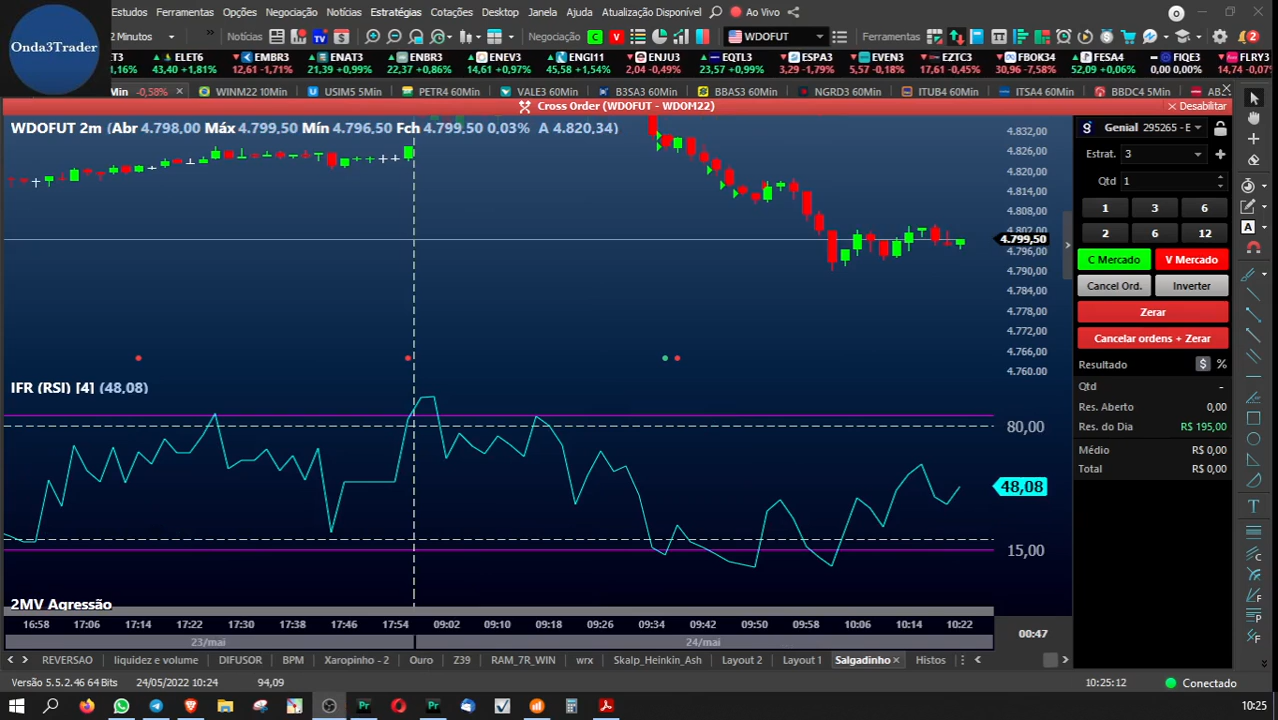 Onda3Trader
Estudos Ferramentas Opções Negociação Notícias Estratégias Cotações Desktop Janela Ajuda Atualização Disponível Ao Vivo
2 Minutos Notícias Negociação C V WDOFUT Ferramentas 2
ELET6 EMBR3 ENAT3 ENBR3 ENEV3 ENGI11 ENJU3 EQTL3 ESPA3 EVEN3 EZTC3 FBOK34 FESA4 FIQE3 FLRY3
1,16% 43,40 +1,81% 12,61 -1,71% 21,39 +0,99% 22,37 +0,86% 14,61 +0,97% 45,58 +1,54% 2,04 -0,49% 23,57 +0,99% 3,29 -1,79% 5,57 -0,18% 17,61 -0,45% 30,96 -7,58% 52,09 +0,06% 0,00 0,00% 14,74 -0,07%
Min -0,58% WINM22 10Min USIM5 5Min PETR4 60Min VALE3 60Min B3SA3 60Min BBAS3 60Min NGRD3 60Min ITUB4 60Min ITSA4 60Min BBDC4 5Min
Cross Order (WDOFUT - WDOM22) Desabilitar
WDOFUT 2m (Abr 4.798,00 Máx 4.799,50 Mín 4.796,50 Fch 4.799,50 0,03% A 4.820,34)
4.832,00
4.826,00
4.820,00
4.814,00
4.808,00
4.802,00
4.799,50
4.796,00
4.790,00
4.784,00
4.778,00
4.772,00
4.766,00
4.760,00
Genial 295265 - E
Estrat. 3
Qtd 1
1 3 6
2 6 12
C Mercado V Mercado
Cancel Ord. Inverter
Zerar
Cancelar ordens + Zerar
Resultado $ %
Qtd -
Res. Aberto 0,00
Res. do Dia R$ 195,00
Médio R$ 0,00
Total R$ 0,00
IFR (RSI) [4] (48,08)
80,00
48,08
15,00
2MV Agressão
16:58 17:06 17:14 17:22 17:30 17:38 17:46 17:54 09:02 09:10 09:18 09:26 09:34 09:42 09:50 09:58 10:06 10:14 10:22
23/mai 24/mai
00:47
REVERSAO liquidez e volume DIFUSOR BPM Xaropinho - 2 Ouro Z39 RAM_7R_WIN wrx Skalp_Heinkin_Ash Layout 2 Layout 1 Salgadinho Histos
Versão 5.5.2.46 64 Bits 24/05/2022 10:24 94,09 10:25:12 Conectado
10:25